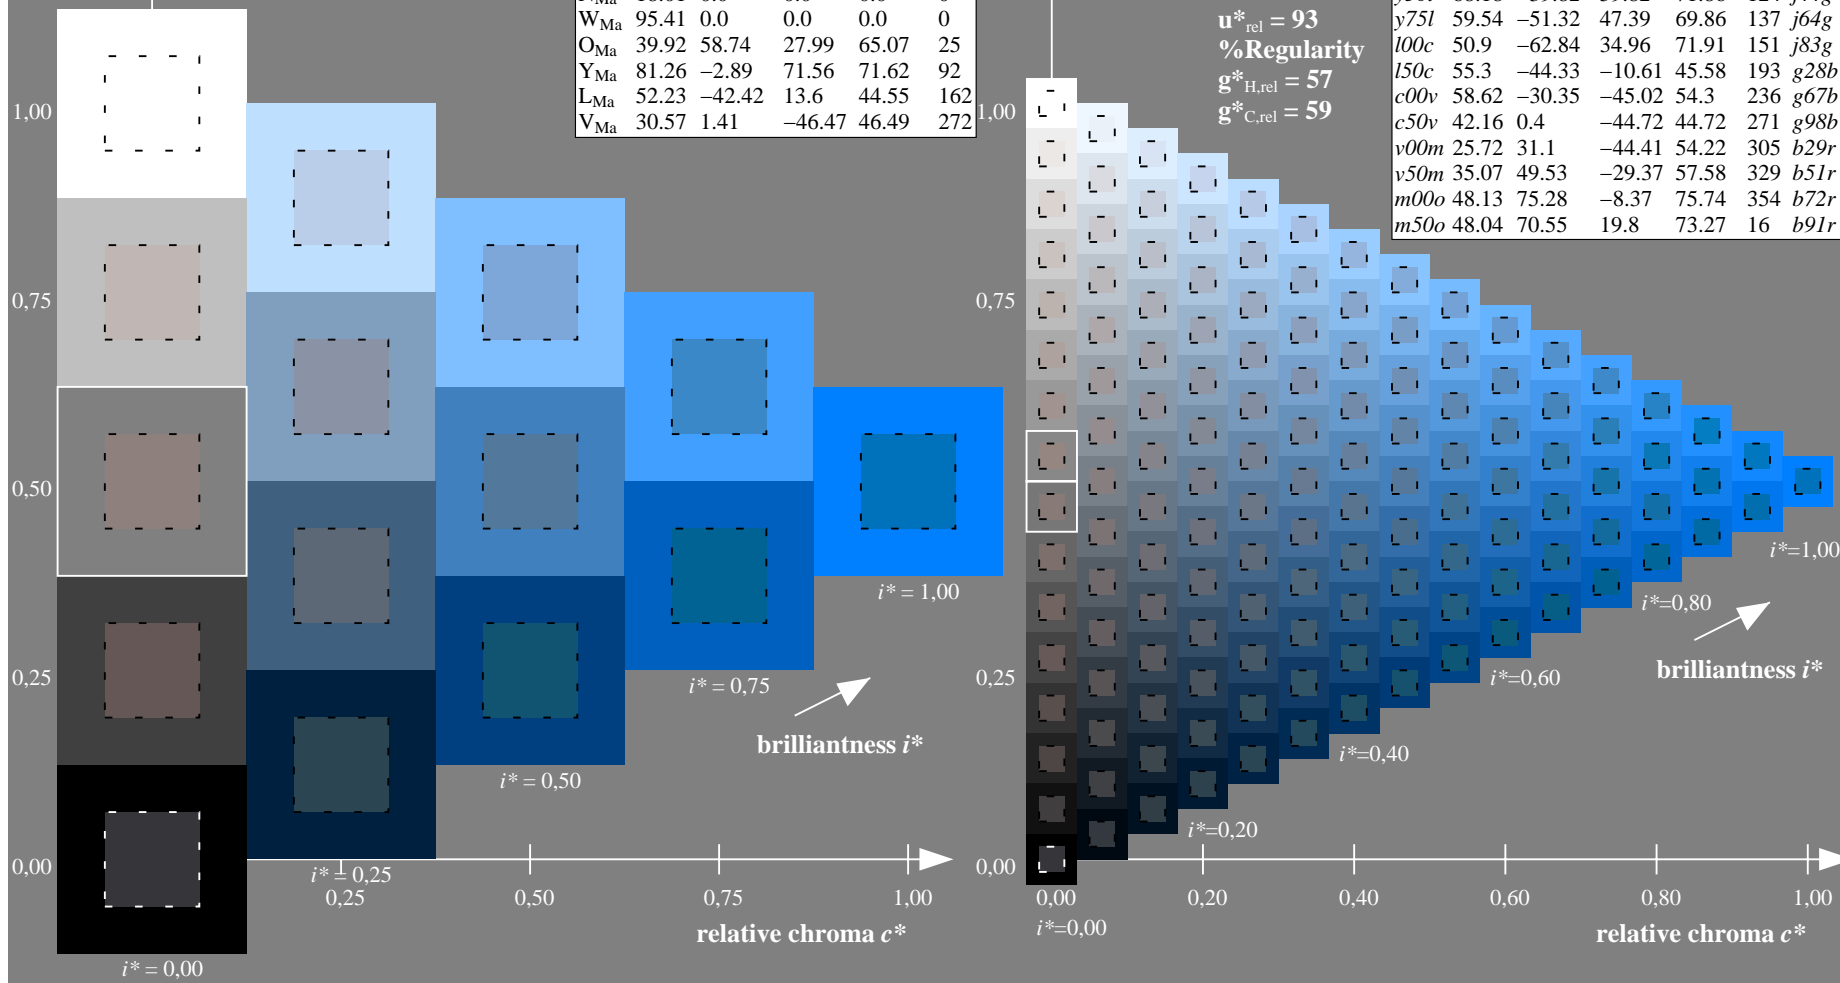 W_Ma 95.41 0.0 0.0 0.0 0
O_Ma 39.92 58.74 27.99 65.07 25
Y_Ma 81.26 −2.89 71.56 71.62 92
L_Ma 52.23 −42.42 13.6 44.55 162
V_Ma 30.57 1.41 −46.47 46.49 272
u*rel = 93
%Regularity
g*H,rel = 57
g*C,rel = 59
y75l 59.54 −51.32 47.39 69.86 137 j64g
l00c 50.9 −62.84 34.96 71.91 151 j83g
l50c 55.3 −44.33 −10.61 45.58 193 g28b
c00v 58.62 −30.35 −45.02 54.3 236 g67b
c50v 42.16 0.4 −44.72 44.72 271 g98b
v00m 25.72 31.1 −44.41 54.22 305 b29r
v50m 35.07 49.53 −29.37 57.58 329 b51r
m00o 48.13 75.28 −8.37 75.74 354 b72r
m50o 48.04 70.55 19.8 73.27 16 b91r
1,00
0,75
0,50
0,25
0,00
i* = 1,00
i* = 0,75
brilliantness i*
i* = 0,50
i* = 0,25
0,25 0,50 0,75 1,00
relative chroma c*
i* = 0,00
1,00
0,75
0,50
0,25
0,00
i*=1,00
i*=0,80
brilliantness i*
i*=0,60
i*=0,40
i*=0,20
0,00 0,20 0,40 0,60 0,80 1,00
i*=0,00
relative chroma c*